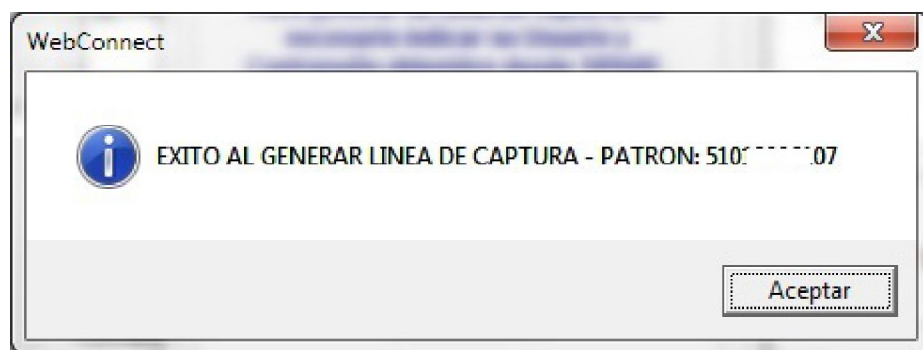 WebConnect
EXITO AL GENERAR LINEA DE CAPTURA - PATRON: 510 07
Aceptar